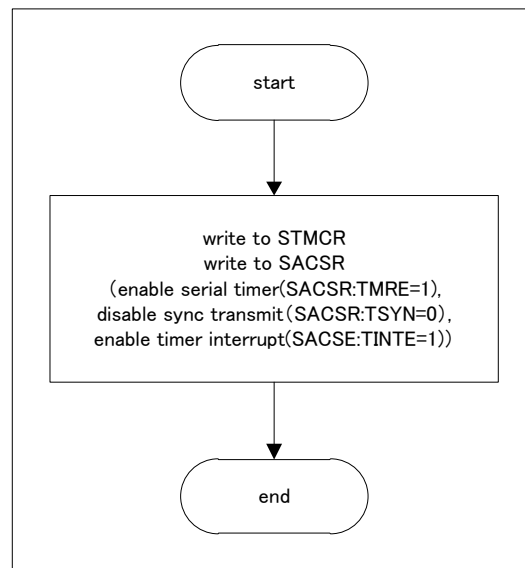 start
write to STMCR
write to SACSR
(enable serial timer(SACSR:TMRE=1),
disable sync transmit(SACSR:TSYN=0),
enable timer interrupt(SACSE:TINTE=1))
end